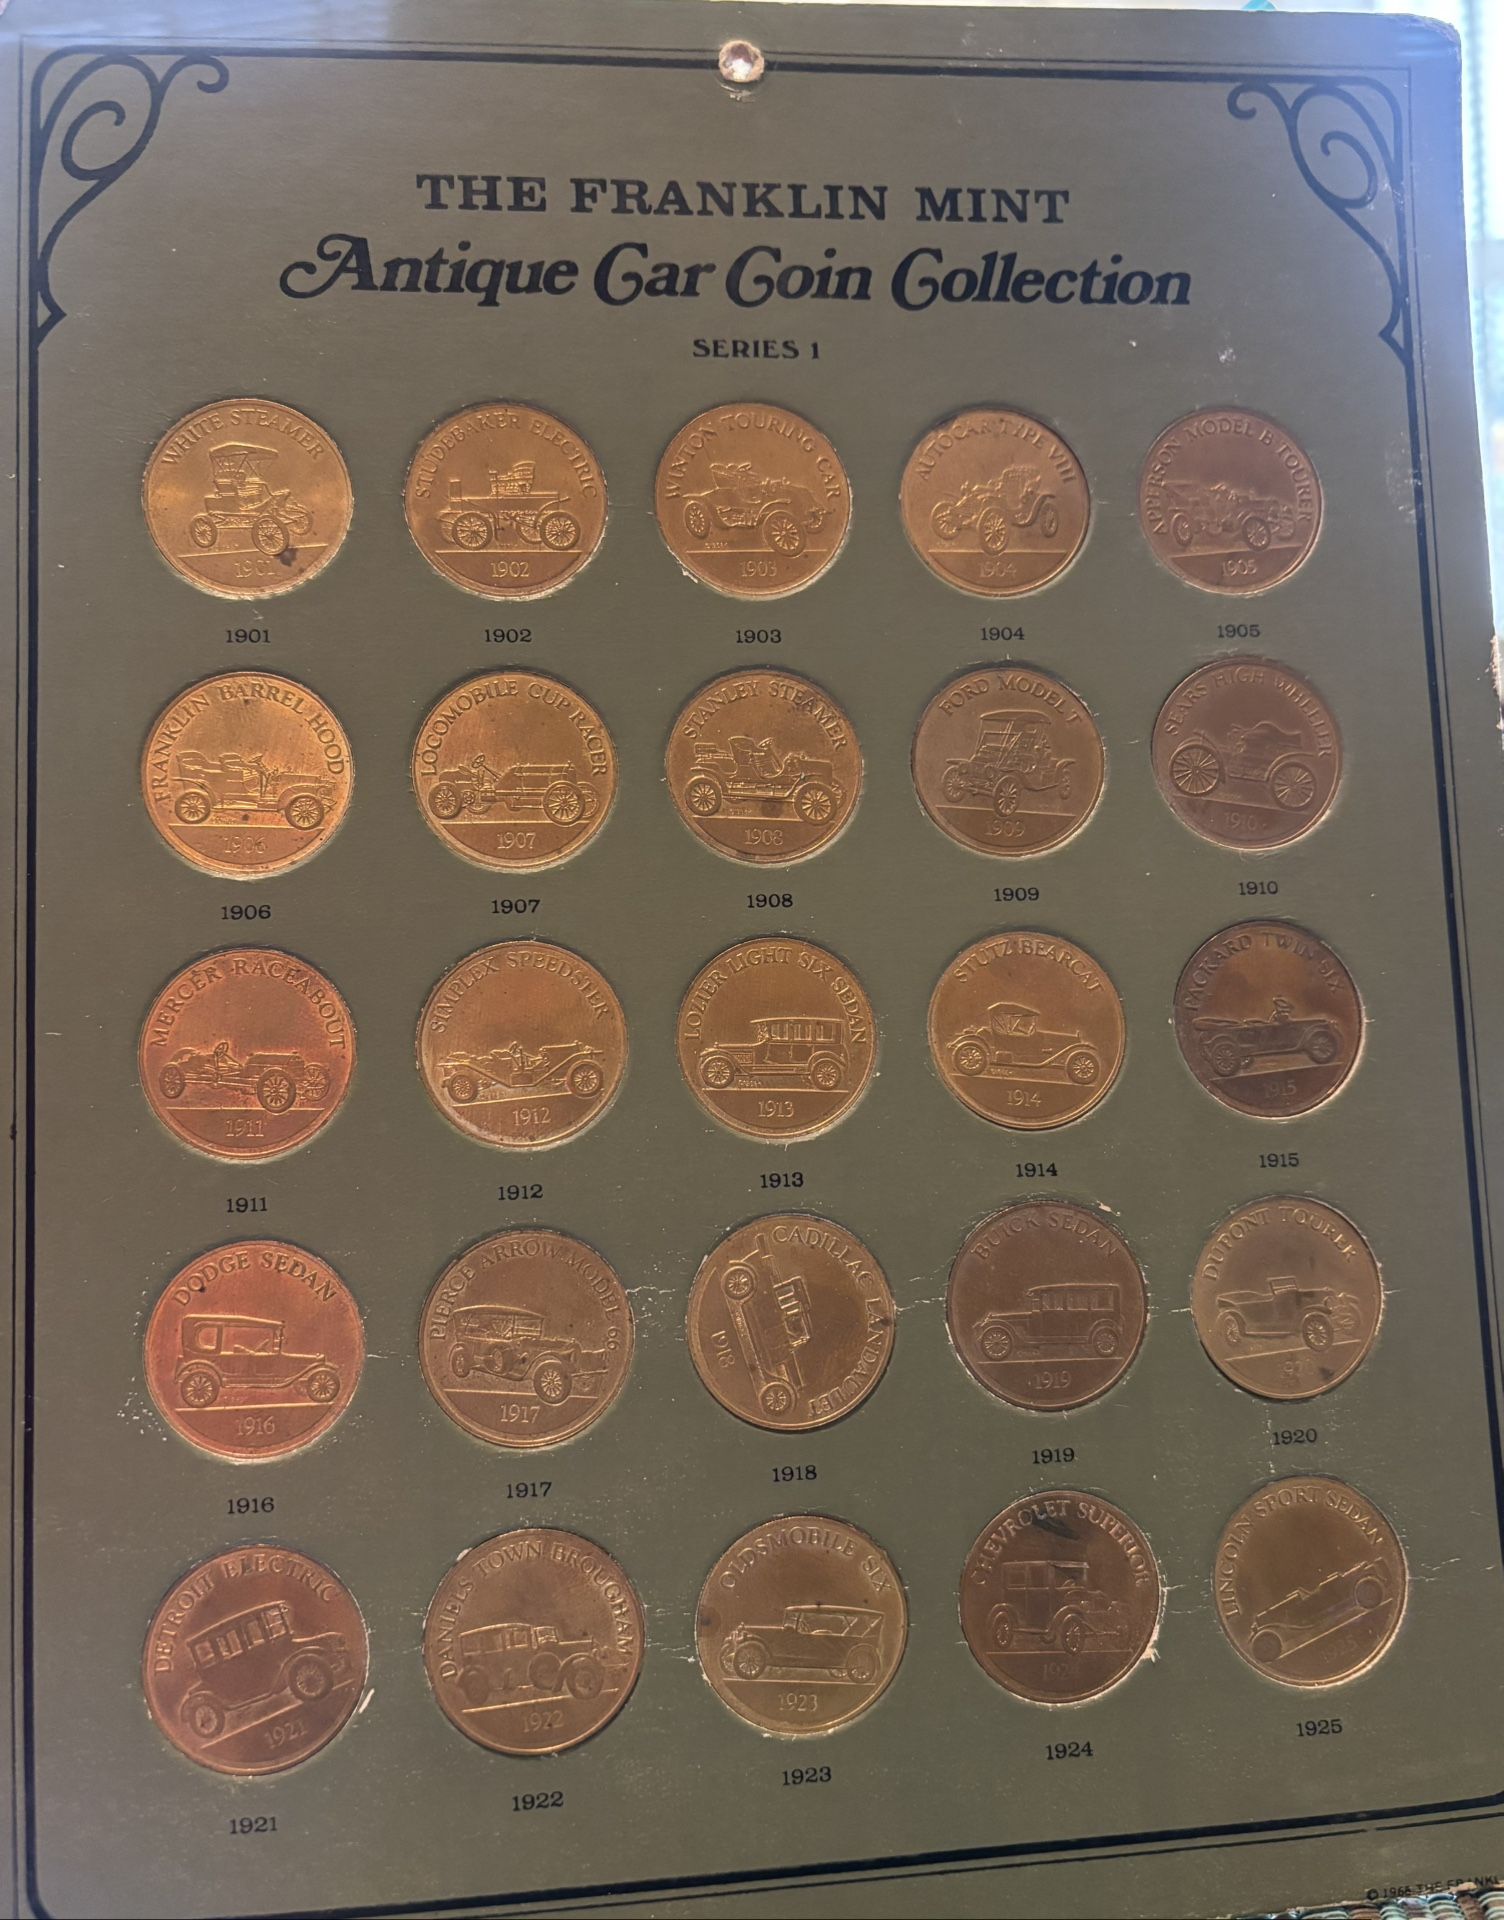 THE FRANKLIN MINT
Antique Car Coin Collection
SERIES 1
WHITE STEAMER
1901
STUDEBAKER ELECTRIC
1902
WINTON TOURING CAR
1903
AUTOCAR TYPE VIII
1904
APPERSON MODEL B TOURER
1905
1901
1902
1903
1904
1905
FRANKLIN BARREL HOOD
1906
LOCOMOBILE CUP RACER
1907
STANLEY STEAMER
1908
FORD MODEL T
1909
SEARS HIGH WHEELER
1910
1906
1907
1908
1909
1910
MERCER RACEABOUT
1911
SIMPLEX SPEEDSTER
1912
LOZIER LIGHT SIX SEDAN
1913
STUTZ BEARCAT
1914
PACKARD TWIN SIX
1915
1911
1912
1913
1914
1915
DODGE SEDAN
1916
PIERCE ARROW MODEL 66
1917
CADILLAC LANDAULET
1918
BUICK SEDAN
1919
DUPONT TOURER
1920
1916
1917
1918
1919
1920
DETROIT ELECTRIC
1921
DANIELS TOWN BROUGHAM
1922
OLDSMOBILE SIX
1923
CHEVROLET SUPERIOR
1924
LINCOLN SPORT SEDAN
1921
1922
1923
1924
1925
© 1968 THE FRANKL